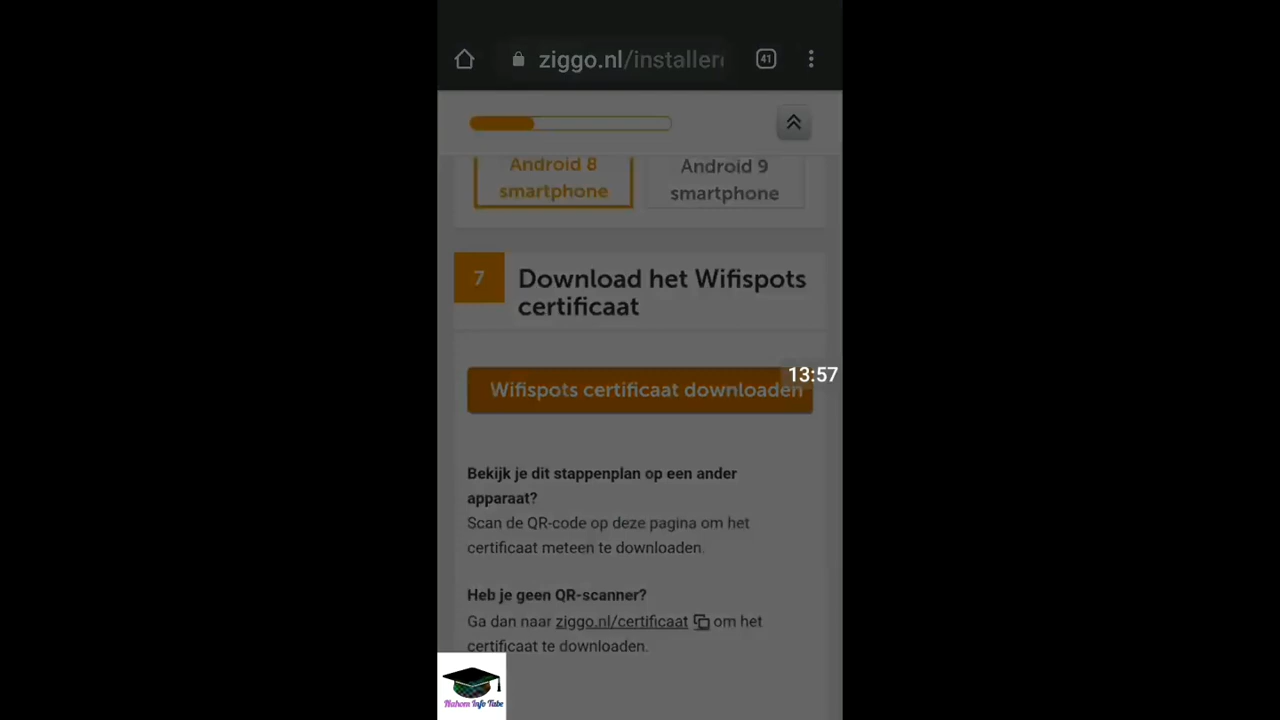 41
ziggo.nl/installer
Android 8
smartphone
Android 9
smartphone
7
Download het Wifispots
certificaat
13:57
Wifispots certificaat downloaden
Bekijk je dit stappenplan op een ander
apparaat?
Scan de QR-code op deze pagina om het
certificaat meteen te downloaden.
Heb je geen QR-scanner?
Ga dan naar ziggo.nl/certificaat om het
certificaat te downloaden.
Nahom Info Tube